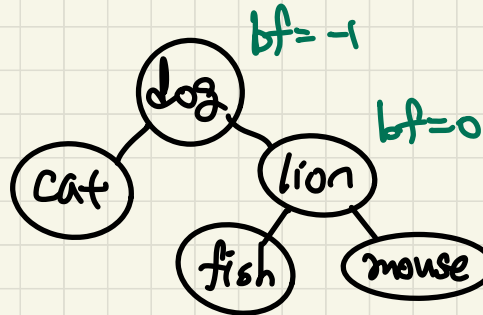 bf=-1
dog
bf=0
cat
lion
fish
mouse